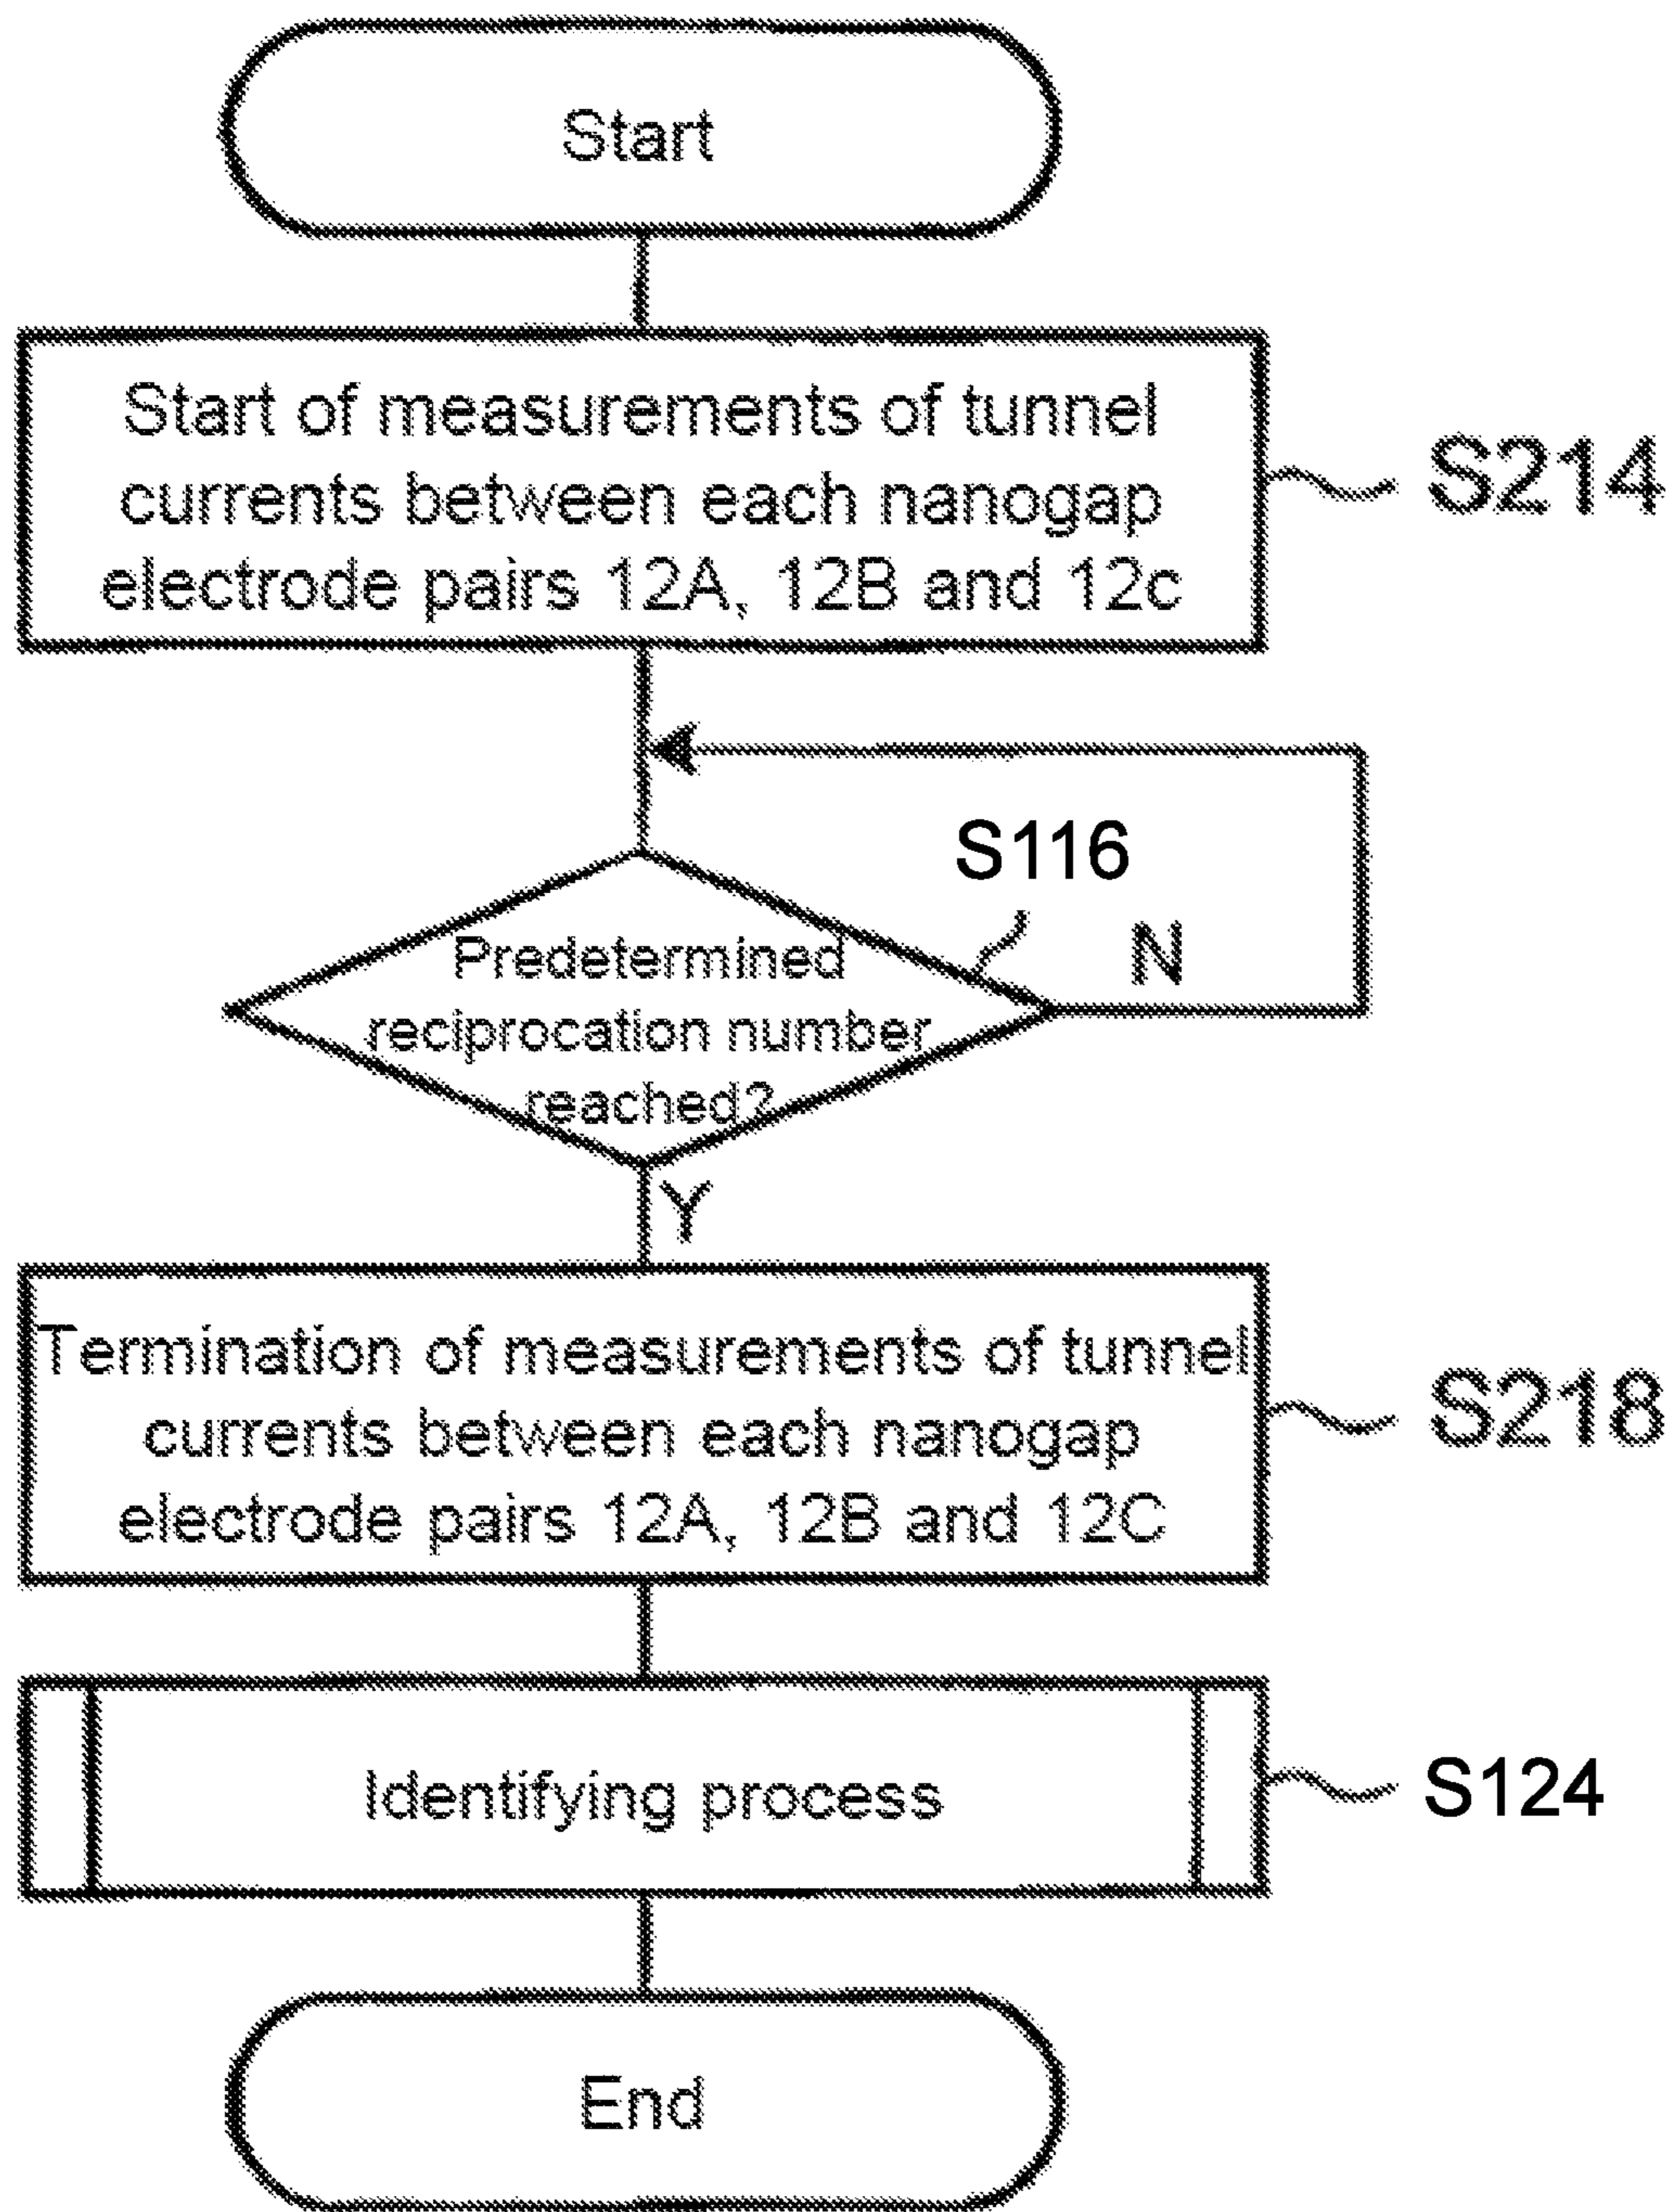 Start
Start of measurements of tunnel
currents between each nanogap
electrode pairs 12A, 12B and 12c
S214
S116
N
Predetermined
reciprocation number
reached?
Y
Termination of measurements of tunnel
currents between each nanogap
electrode pairs 12A, 12B and 12C
S218
Identifying process
S124
End